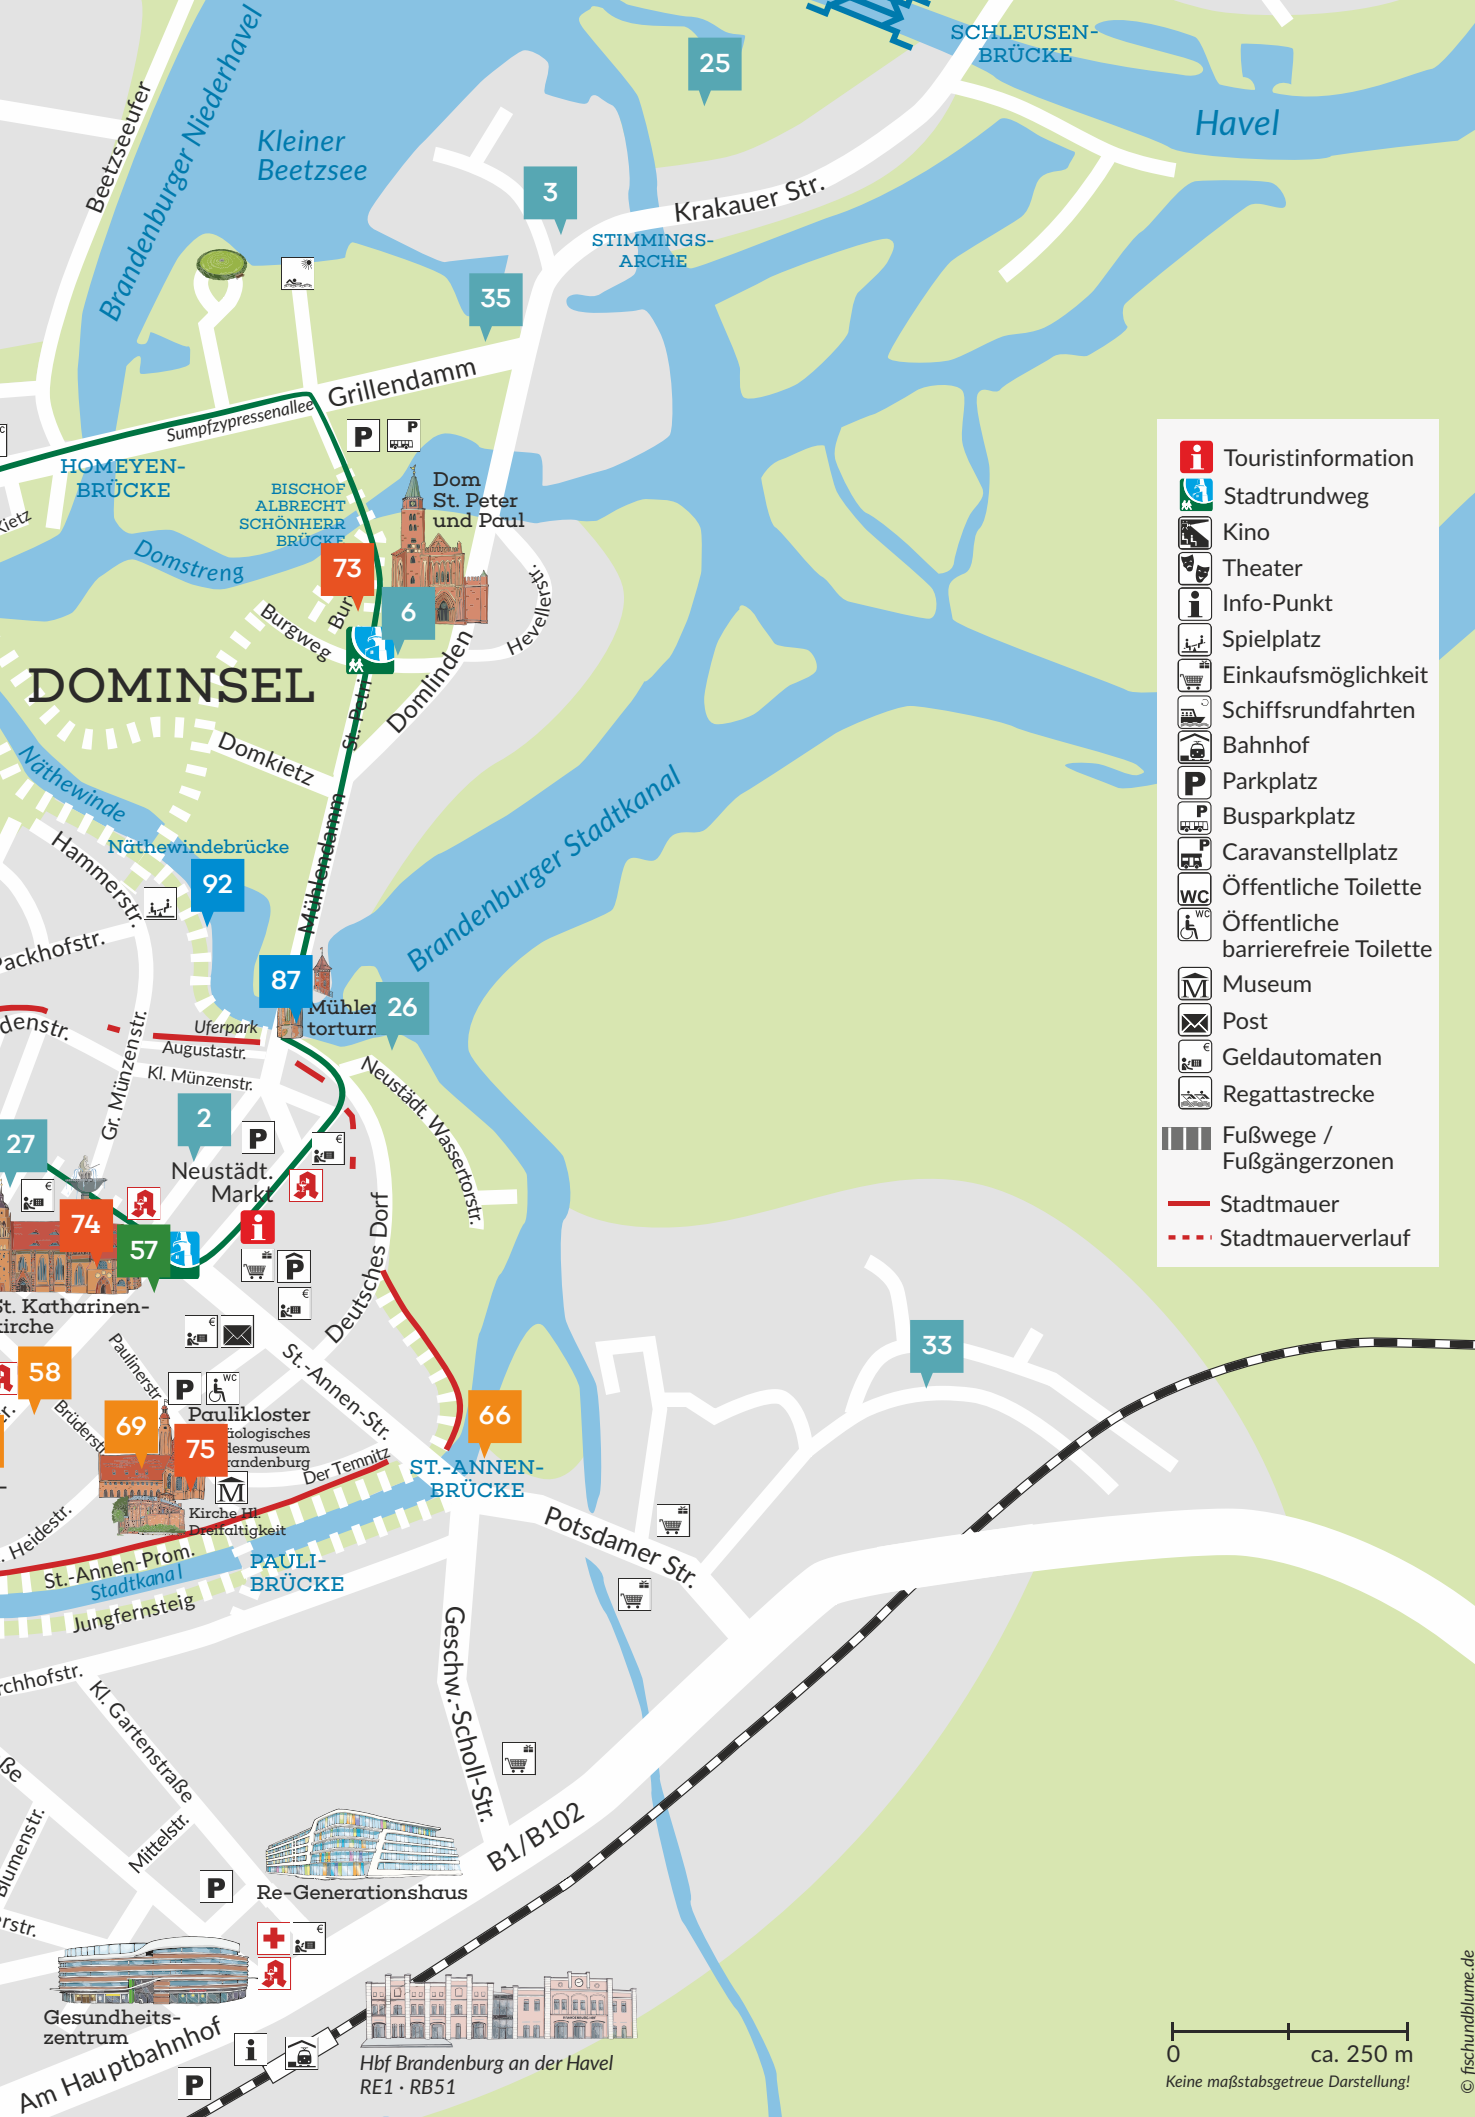 SCHLEUSEN-
BRÜCKE
25
Havel
Beetzseeufer
Brandenburger Niederhavel
Kleiner
Beetzsee
3
Krakauer Str.
STIMMINGS-
ARCHE
35
Grillendamm
Sumpfzypressenallee
P
P
HOMEYEN-
BRÜCKE
BISCHOF
ALBRECHT
SCHÖNHERR
BRÜCKE
Dom
St. Peter
und Paul
Domstreng
73
6
Burgweg
Hevellerstr.
DOMINSEL
St. Petri
Domlinden
Domkietz
Näthewinde
Mühlendamm
Brandenburger Stadtkanal
Hammerstr.
Näthewindebrücke
92
Packhofstr.
87
26
Uferpark
Augustastr.
Kl. Münzenstr.
Gr. Münzenstr.
Neustädt. Wassertorstr.
2
P
27
Neustädt.
Markt
74
57
i
P
St. Katharinen-
kirche
Deutsches Dorf
St.-Annen-Str.
Paulinerstr.
58
P
WC
69
75
Paulikloster
66
33
Der Temnitz
ST.-ANNEN-
BRÜCKE
M
Kirche Hl.
Dreifaltigkeit
Heidestr.
St.-Annen-Prom.
Stadtkanal
Jungfernsteig
PAULI-
BRÜCKE
Potsdamer Str.
Geschw.-Scholl-Str.
Kl. Gartenstraße
Mittelstr.
Blumenstr.
B1/B102
P
Re-Generationshaus
Gesundheits-
zentrum
Am Hauptbahnhof
i
P
Hbf Brandenburg an der Havel
RE1 · RB51
Touristinformation
Stadtrundweg
Kino
Theater
Info-Punkt
Spielplatz
Einkaufsmöglichkeit
Schiffsrundfahrten
Bahnhof
P Parkplatz
P Busparkplatz
P Caravanstellplatz
WC Öffentliche Toilette
WC Öffentliche
barrierefreie Toilette
M Museum
Post
€ Geldautomaten
Regattastrecke
Fußwege /
Fußgängerzonen
Stadtmauer
Stadtmauerverlauf
0 ca. 250 m
Keine maßstabsgetreue Darstellung!
© fischundblume.de